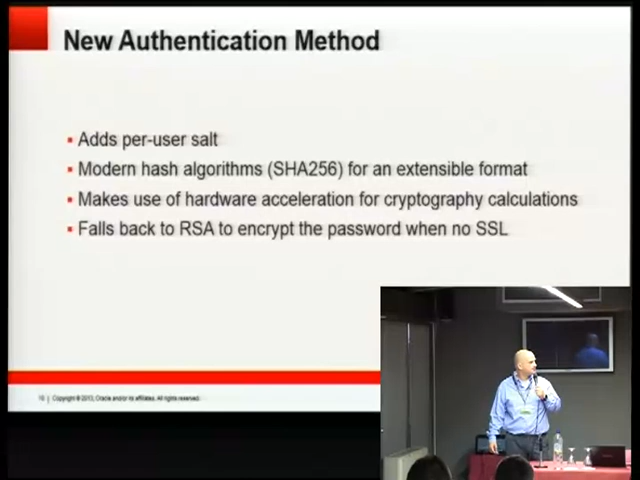 New Authentication Method
▪ Adds per-user salt
▪ Modern hash algorithms (SHA256) for an extensible format
▪ Makes use of hardware acceleration for cryptography calculations
▪ Falls back to RSA to encrypt the password when no SSL
Copyright © 2013, Oracle and/or its affiliates. All rights reserved.